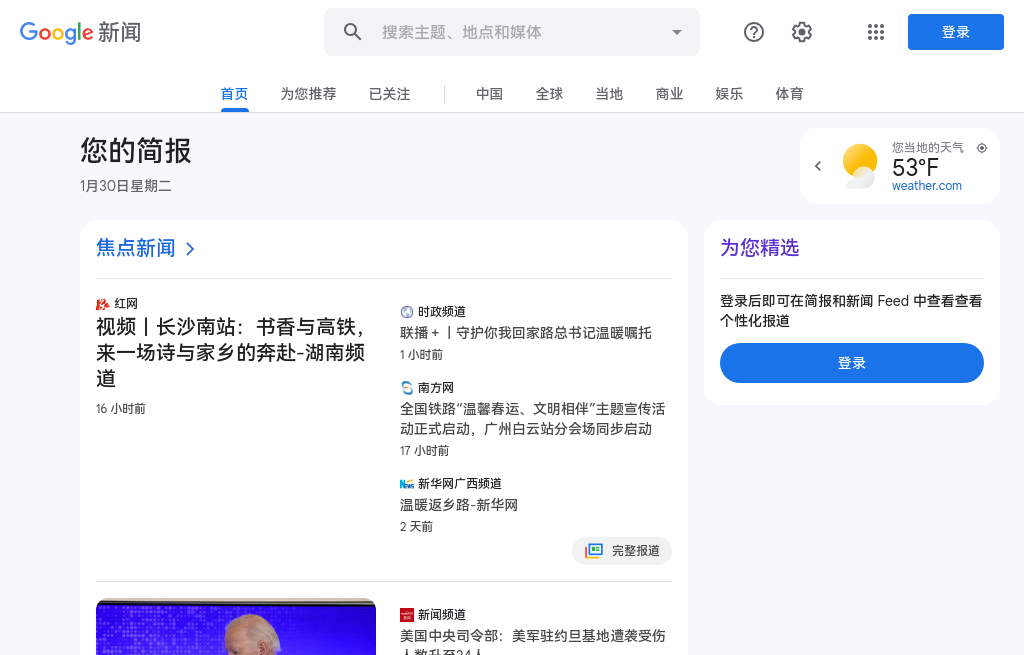 Google 新闻
搜索主题、地点和媒体
登录
首页
为您推荐
已关注
中国
全球
当地
商业
娱乐
体育
您的简报
1月30日星期二
您当地的天气
53°F
weather.com
焦点新闻
红网
视频丨长沙南站：书香与高铁，
来一场诗与家乡的奔赴-湖南频
道
16 小时前
时政频道
联播＋丨守护你我回家路总书记温暖嘱托
1 小时前
南方网
全国铁路“温馨春运、文明相伴”主题宣传活
动正式启动，广州白云站分会场同步启动
17 小时前
新华网广西频道
温暖返乡路-新华网
2 天前
完整报道
新闻频道
美国中央司令部：美军驻约旦基地遭袭受伤
人数升至34人
为您精选
登录后即可在简报和新闻 Feed 中查看查看
个性化报道
登录